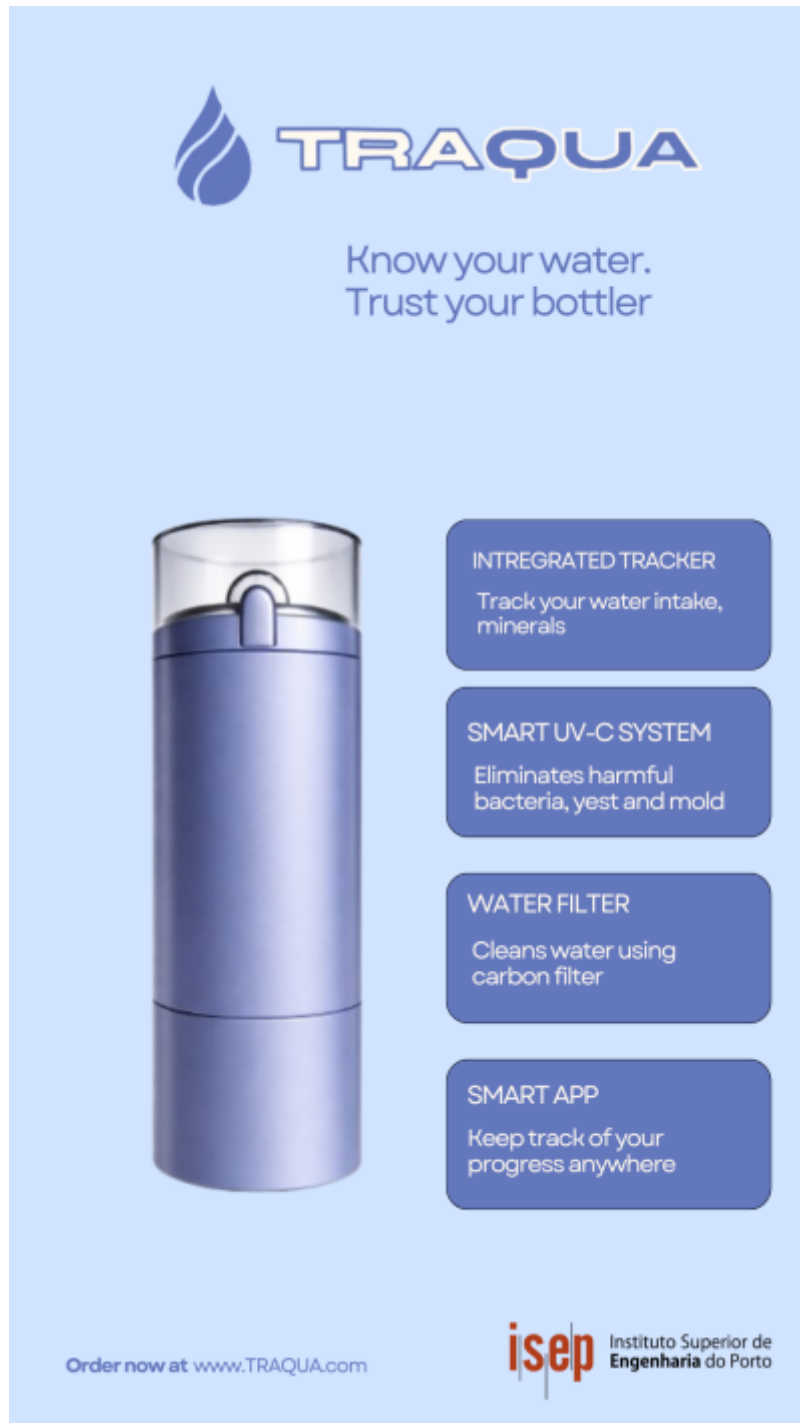 TRAQUA
Know your water.
Trust your bottler
INTREGRATED TRACKER
Track your water intake,
minerals
SMART UV-C SYSTEM
Eliminates harmful
bacteria, yest and mold
WATER FILTER
Cleans water using
carbon filter
SMART APP
Keep track of your
progress anywhere
Order now at www.TRAQUA.com
isep
Instituto Superior de
Engenharia do Porto